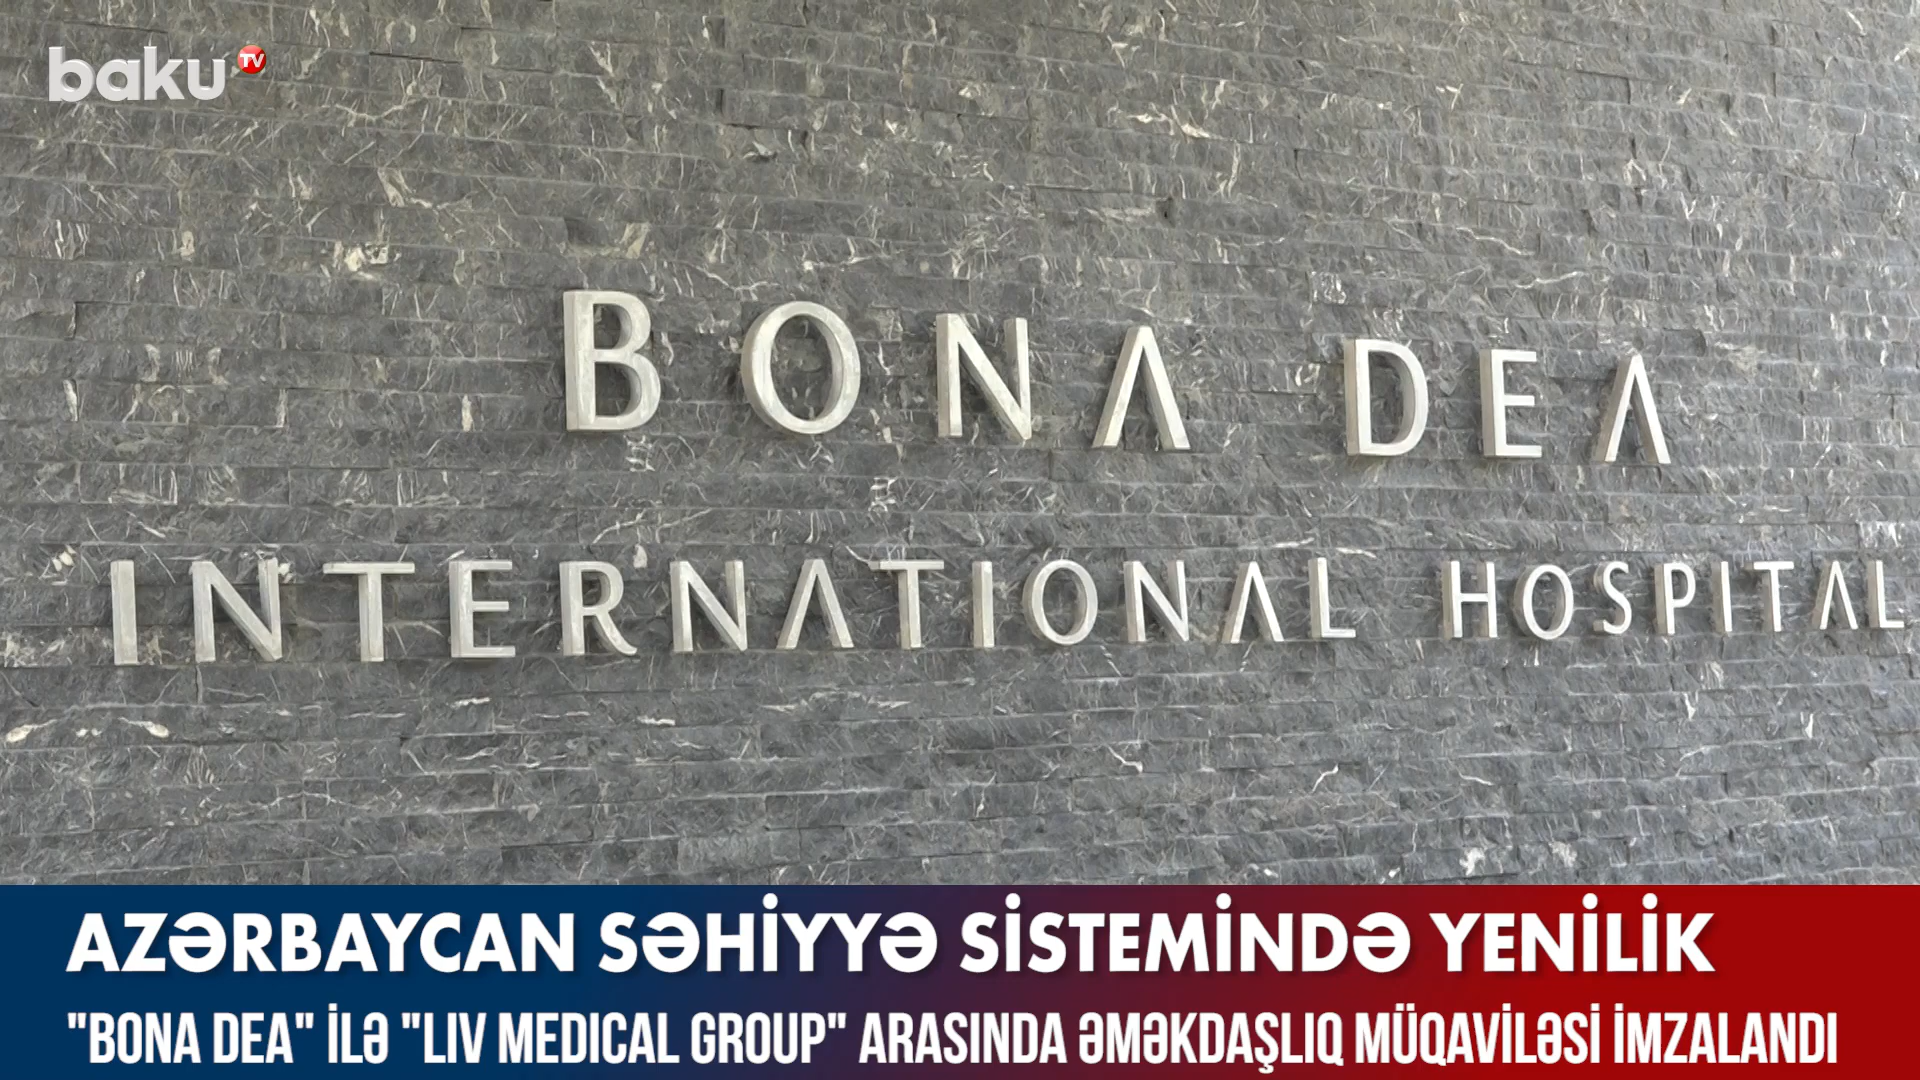 baku TV
BONA DEA
INTERNATIONAL HOSPITAL
AZƏRBAYCAN SƏHİYYƏ SİSTEMİNDƏ YENİLİK
"BONA DEA" İLƏ "LIV MEDICAL GROUP" ARASINDA ƏMƏKDAŞLIQ MÜQAVİLƏSİ İMZALANDI